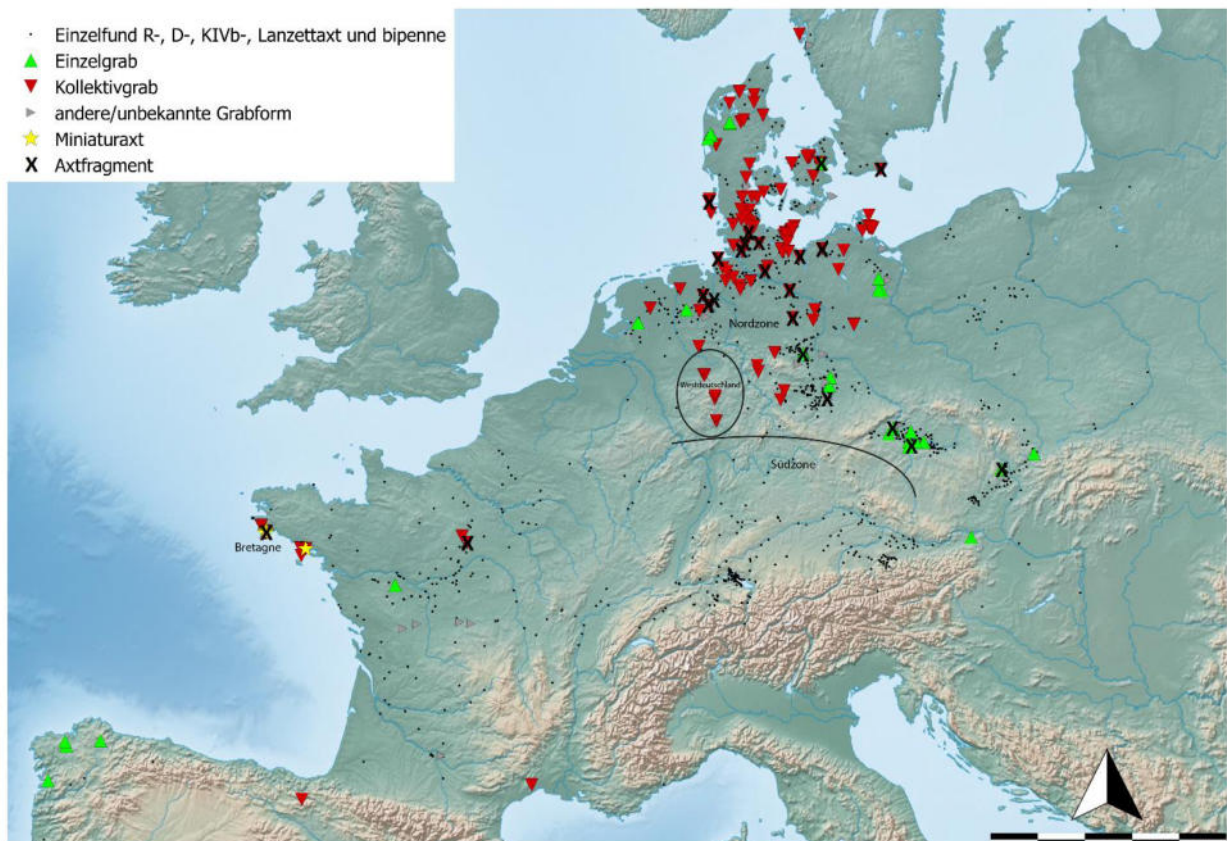 Einzelfund R-, D-, KIVb-, Lanzettaxt und bipenne
Einzelgrab
Kollektivgrab
andere/unbekannte Grabform
Miniaturaxt
X Axtfragment
Nordzone
Westdeutschland
Südzone
Bretagne